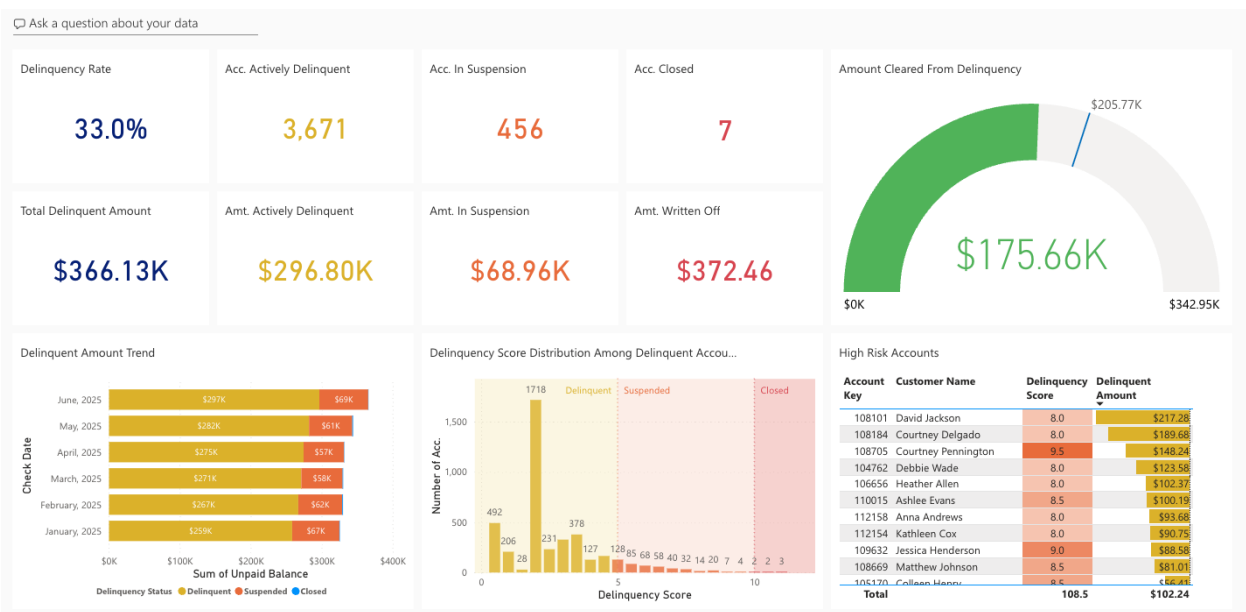 Ask a question about your data
Delinquency Rate
33.0%
Acc. Actively Delinquent
3,671
Acc. In Suspension
456
Acc. Closed
7
Amount Cleared From Delinquency
$205.77K
$175.66K
$0K
$342.95K
Total Delinquent Amount
$366.13K
Amt. Actively Delinquent
$296.80K
Amt. In Suspension
$68.96K
Amt. Written Off
$372.46
Delinquent Amount Trend
Check Date
June, 2025 $297K $69K
May, 2025 $282K $61K
April, 2025 $275K $57K
March, 2025 $271K $58K
February, 2025 $267K $62K
January, 2025 $259K $67K
$0K $100K $200K $300K $400K
Sum of Unpaid Balance
Delinquency Status Delinquent Suspended Closed
Delinquency Score Distribution Among Delinquent Accou...
Number of Acc.
1,500
1,000
500
0
Delinquent Suspended Closed
492 206 28 1718 231 378 127 128 85 68 58 40 32 14 20 7 4 2 2 3
0 5 10
Delinquency Score
High Risk Accounts
Account Key Customer Name Delinquency Score Delinquent Amount
108101 David Jackson 8.0 $217.28
108184 Courtney Delgado 8.0 $189.68
108705 Courtney Pennington 9.5 $148.24
104762 Debbie Wade 8.0 $123.58
106656 Heather Allen 8.0 $102.37
110015 Ashlee Evans 8.5 $100.19
112158 Anna Andrews 8.0 $93.68
112154 Kathleen Cox 8.0 $90.75
109632 Jessica Henderson 9.0 $88.58
108669 Matthew Johnson 8.5 $81.01
105170 Colleen Henry 8.5 $56.41
Total 108.5 $102.24